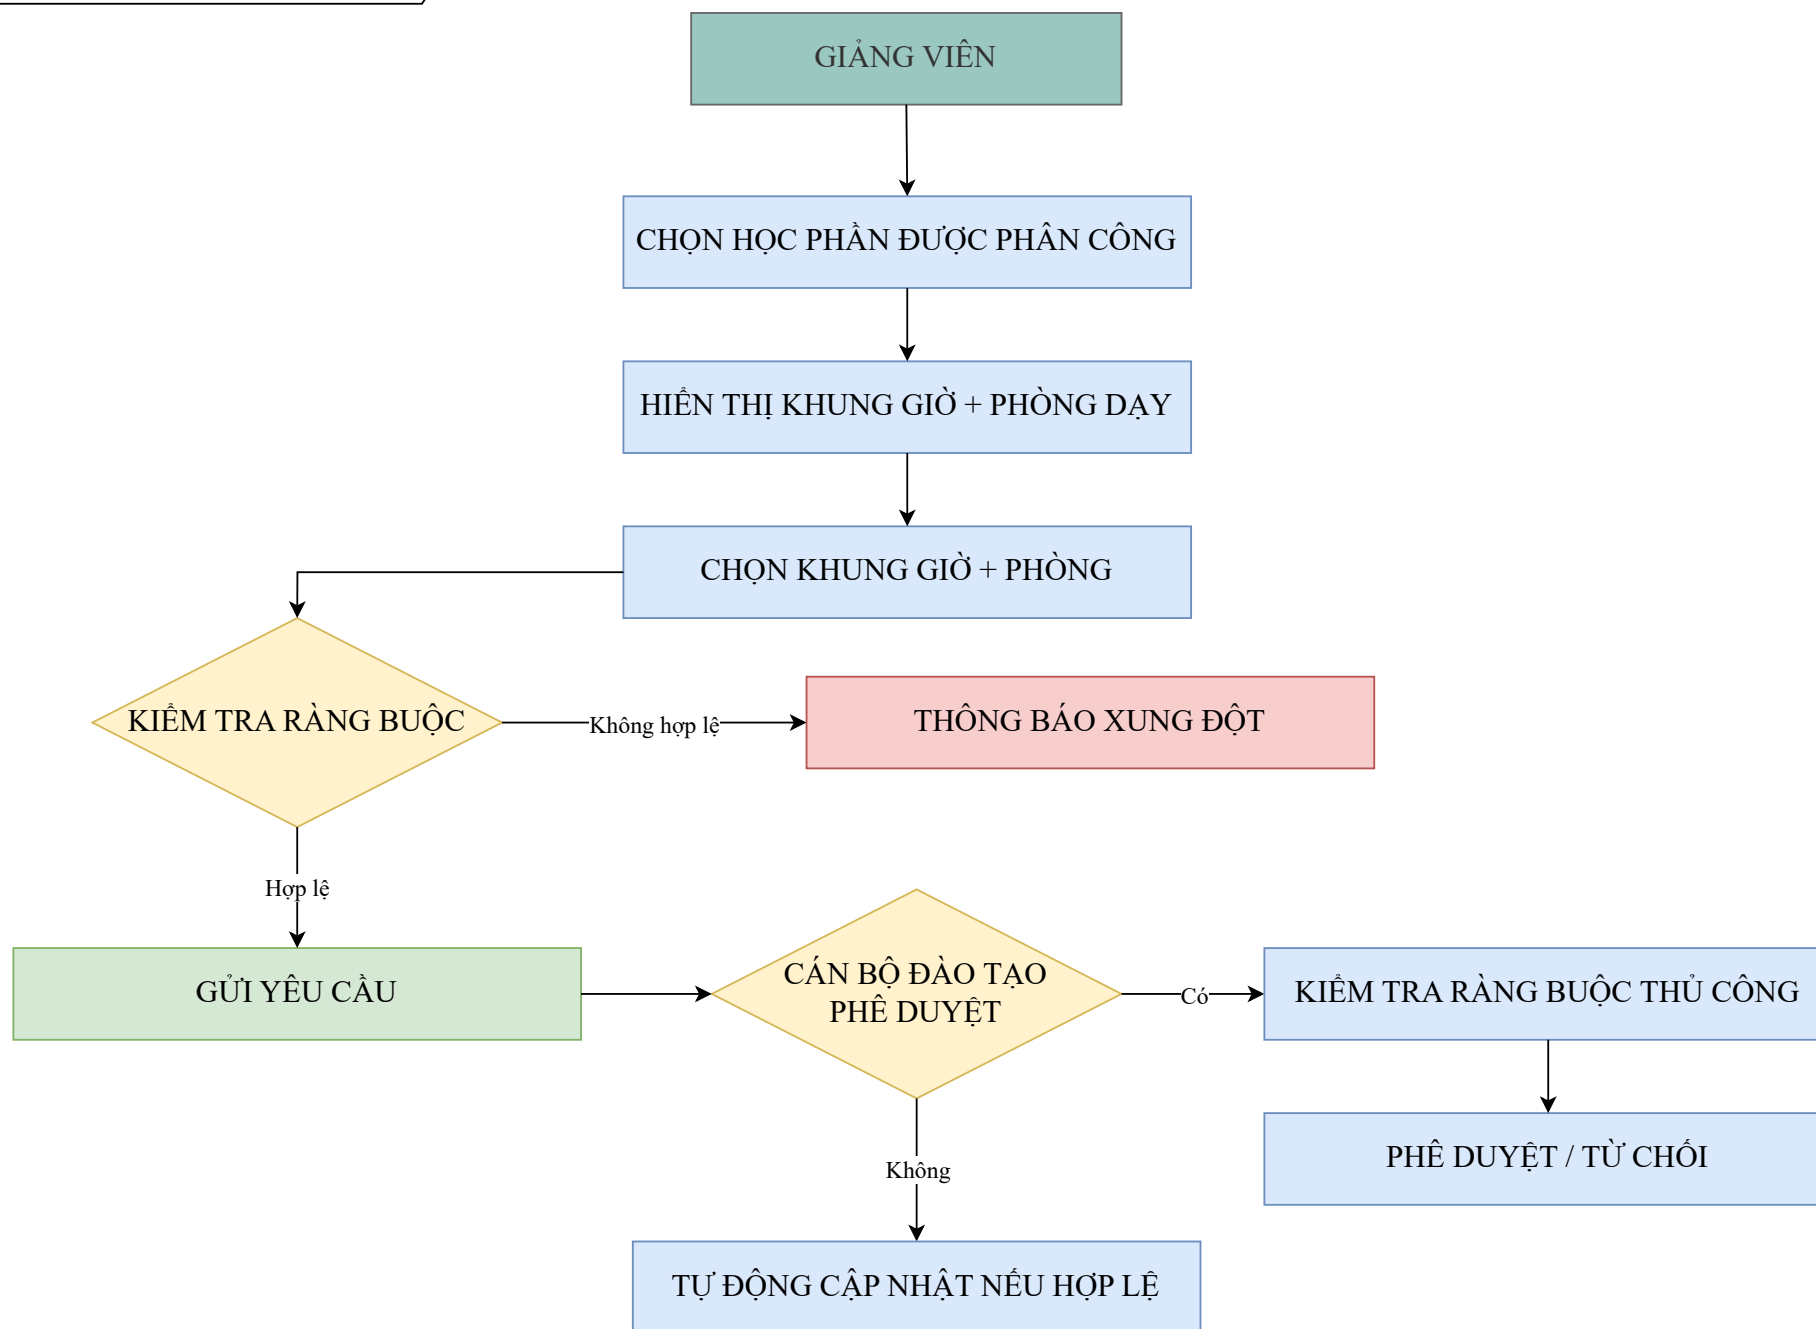 GIẢNG VIÊN
CHỌN HỌC PHẦN ĐƯỢC PHÂN CÔNG
HIỂN THỊ KHUNG GIỜ + PHÒNG DẠY
CHỌN KHUNG GIỜ + PHÒNG
KIỂM TRA RÀNG BUỘC
Không hợp lệ
THÔNG BÁO XUNG ĐỘT
Hợp lệ
GỬI YÊU CẦU
CÁN BỘ ĐÀO TẠO
PHÊ DUYỆT
Có
KIỂM TRA RÀNG BUỘC THỦ CÔNG
PHÊ DUYỆT / TỪ CHỐI
Không
TỰ ĐỘNG CẬP NHẬT NẾU HỢP LỆ